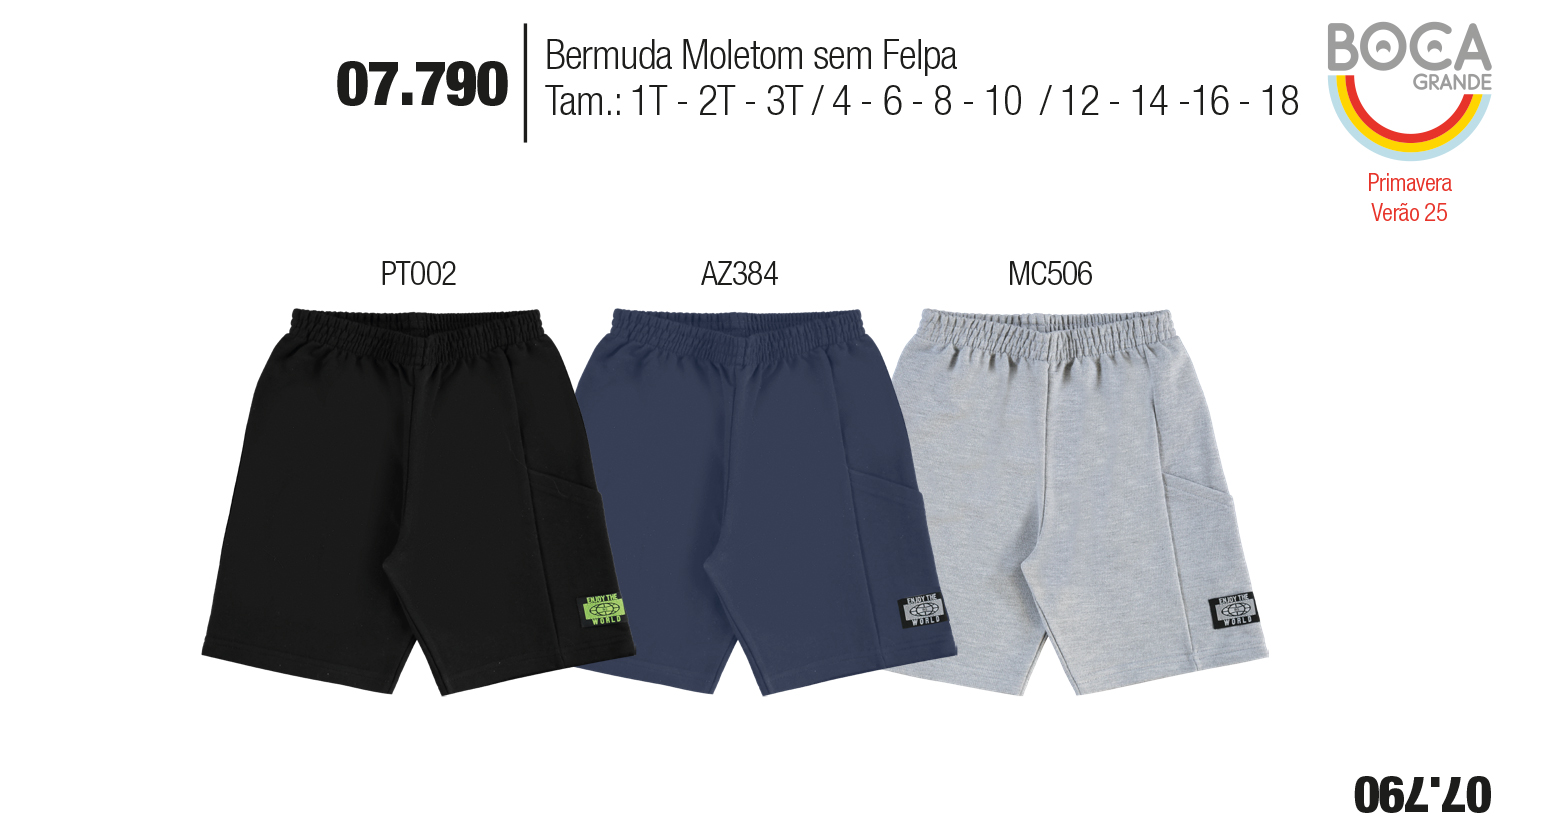 07.790
Bermuda Moletom sem Felpa
Tam.: 1T - 2T - 3T / 4 - 6 - 8 - 10 / 12 - 14 -16 - 18
BOCA
GRANDE
Primavera
Verão 25
PT002
AZ384
MC506
ENJOY THE
WORLD
ENJOY THE
WORLD
ENJOY THE
WORLD
07.790